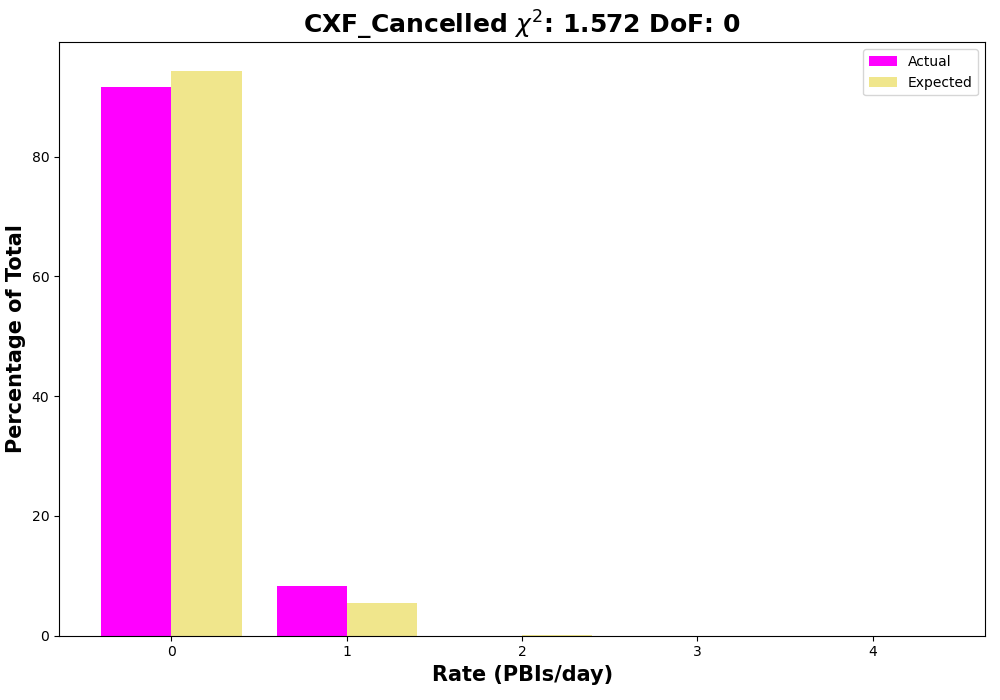 CXF_Cancelled χ²: 1.572 DoF: 0
Actual
Expected
Percentage of Total
80
60
40
20
0
0 1 2 3 4
Rate (PBIs/day)